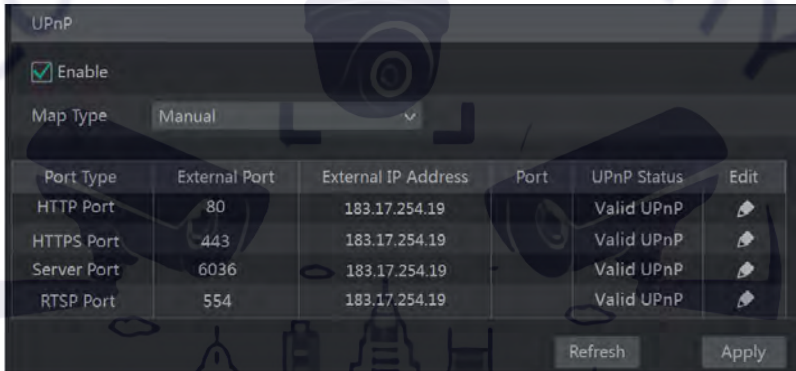 UPnP
Enable
Map Type Manual
Port Type External Port External IP Address Port UPnP Status Edit
HTTP Port 80 183.17.254.19 Valid UPnP
HTTPS Port 443 183.17.254.19 Valid UPnP
Server Port 6036 183.17.254.19 Valid UPnP
RTSP Port 554 183.17.254.19 Valid UPnP
Refresh Apply